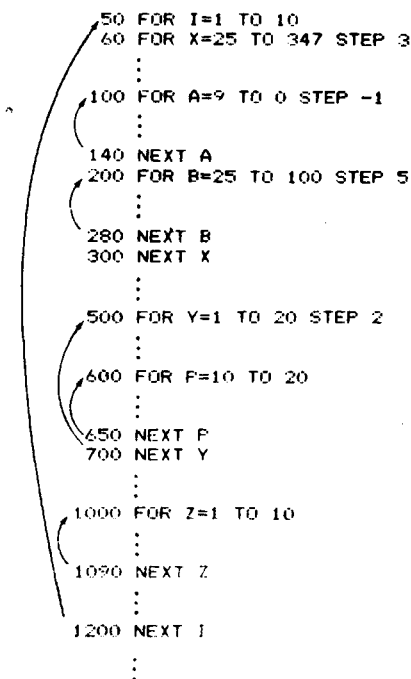 50 FOR I=1 TO 10
60 FOR X=25 TO 347 STEP 3
100 FOR A=9 TO 0 STEP -1
140 NEXT A
200 FOR B=25 TO 100 STEP 5
280 NEXT B
300 NEXT X
500 FOR Y=1 TO 20 STEP 2
600 FOR P=10 TO 20
650 NEXT P
700 NEXT Y
1000 FOR Z=1 TO 10
1090 NEXT Z
1200 NEXT I